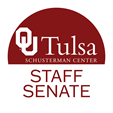 OU Tulsa
SCHUSTERMAN CENTER
STAFF
SENATE